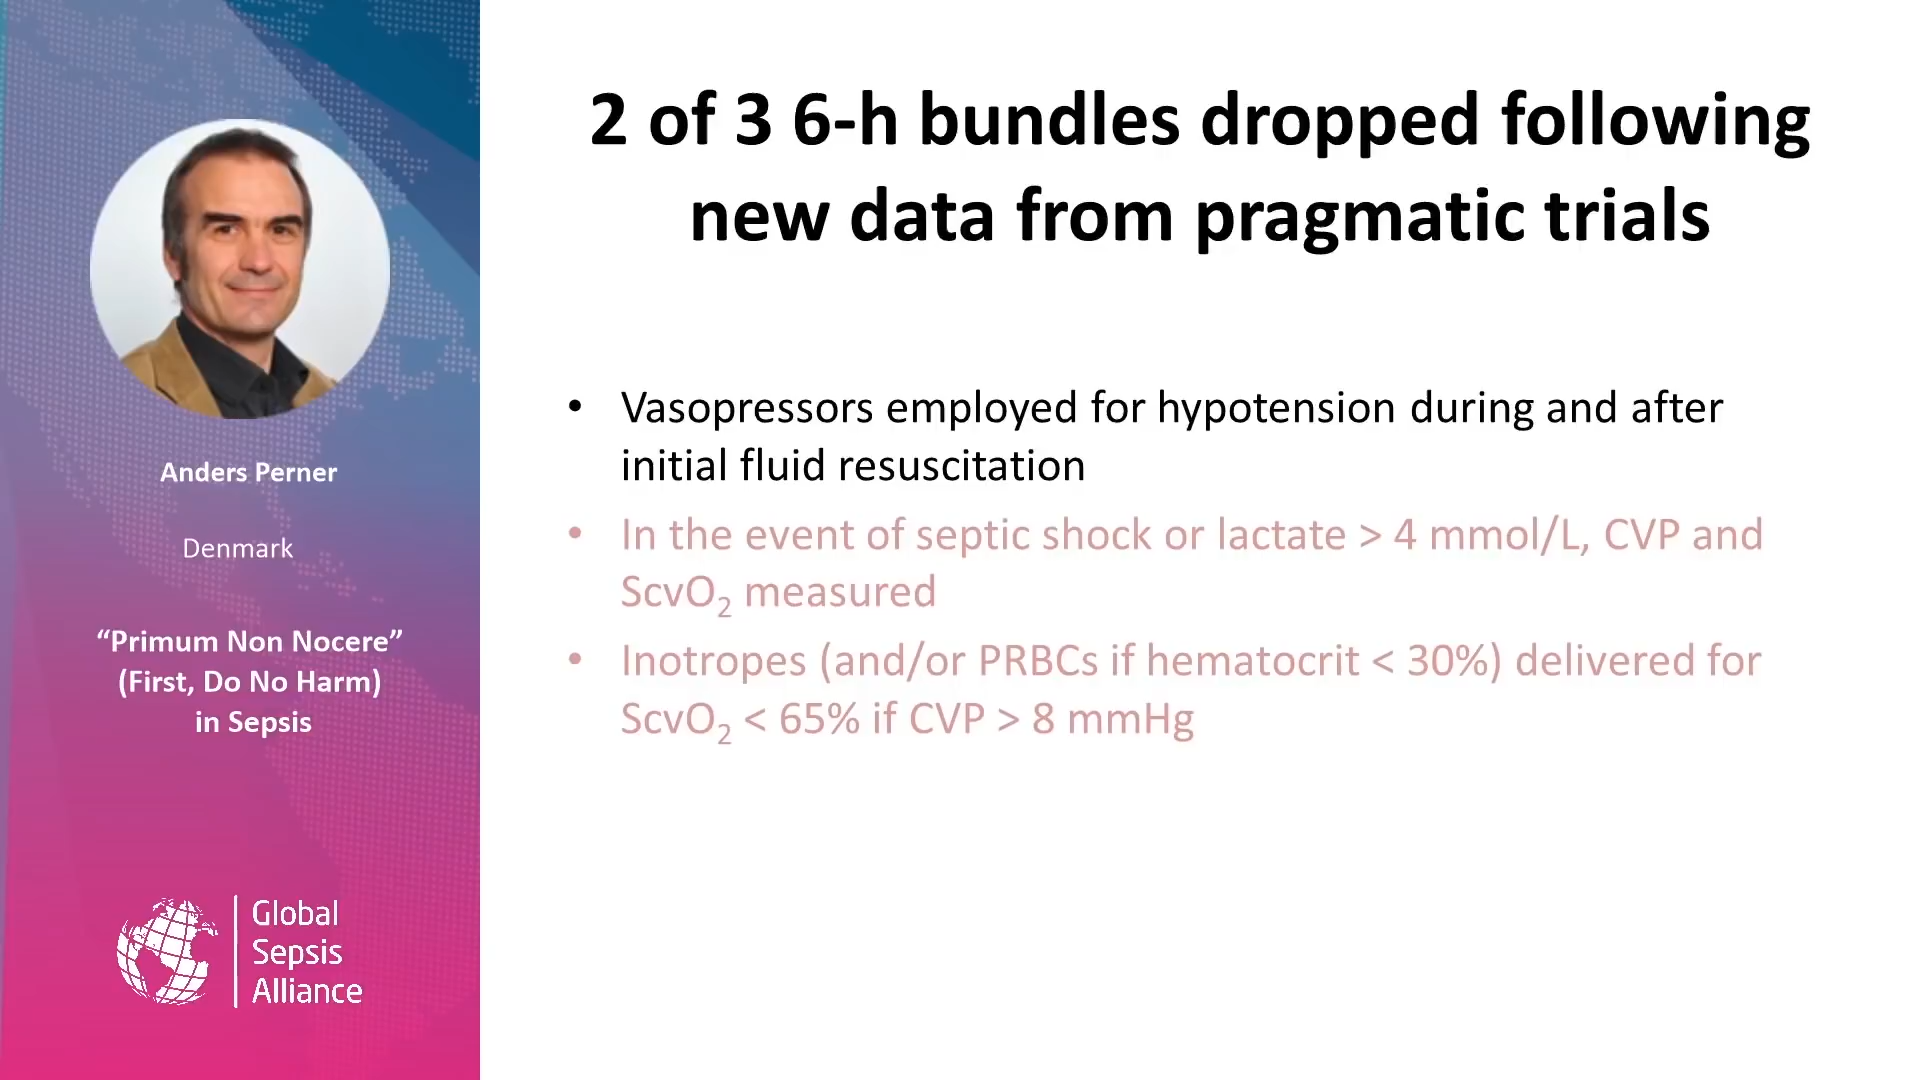 2 of 3 6-h bundles dropped following
new data from pragmatic trials
Anders Perner
Denmark
“Primum Non Nocere”
(First, Do No Harm)
in Sepsis
Global
Sepsis
Alliance
• Vasopressors employed for hypotension during and after
initial fluid resuscitation
• In the event of septic shock or lactate > 4 mmol/L, CVP and
ScvO₂ measured
• Inotropes (and/or PRBCs if hematocrit < 30%) delivered for
ScvO₂ < 65% if CVP > 8 mmHg